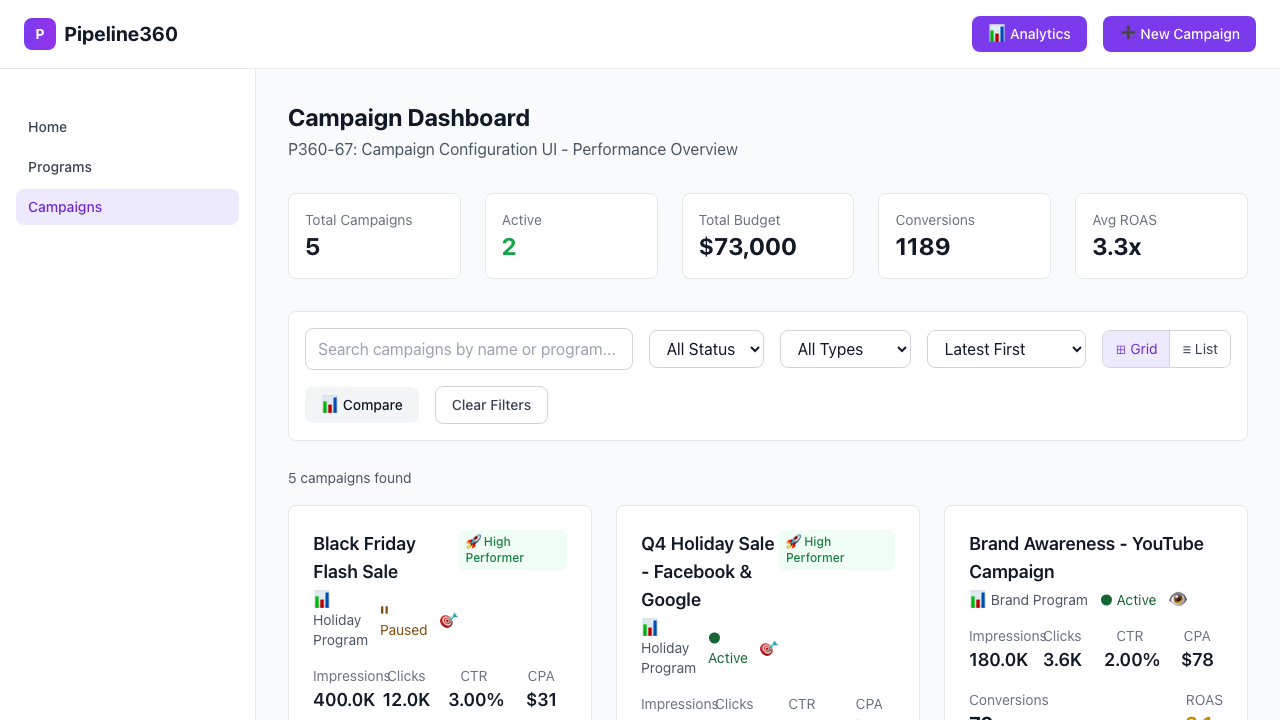 P Pipeline360
📊 Analytics
➕ New Campaign
Home
Programs
Campaigns
Campaign Dashboard
P360-67: Campaign Configuration UI - Performance Overview
Total Campaigns
5
Active
2
Total Budget
$73,000
Conversions
1189
Avg ROAS
3.3x
Search campaigns by name or program...
All Status
All Types
Latest First
⊞ Grid
≡ List
📊 Compare
Clear Filters
5 campaigns found
Black Friday
Flash Sale
🚀 High
Performer
📊
Holiday
Program
⏸
Paused
🎯
Impressions Clicks CTR CPA
400.0K 12.0K 3.00% $31
Q4 Holiday Sale
- Facebook &
Google
🚀 High
Performer
📊
Holiday
Program
●
Active
🎯
Impressions Clicks CTR CPA
Brand Awareness - YouTube
Campaign
📊 Brand Program ● Active 👁️
Impressions Clicks CTR CPA
180.0K 3.6K 2.00% $78
Conversions ROAS